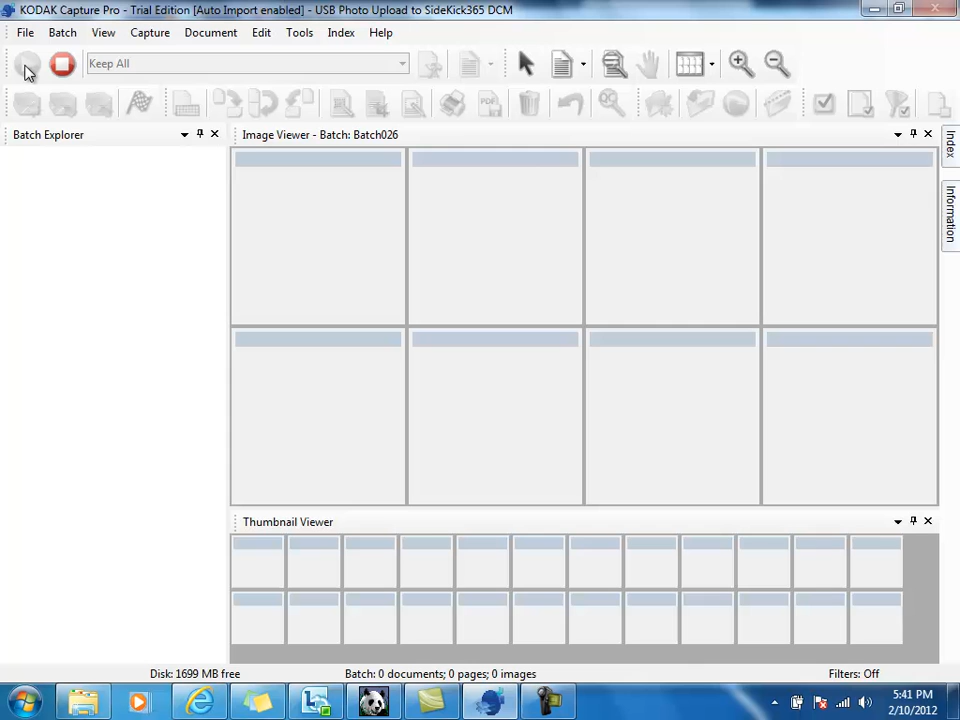 KODAK Capture Pro - Trial Edition [Auto Import enabled] - USB Photo Upload to SideKick365 DCM
File Batch View Capture Document Edit Tools Index Help
Keep All
PDF
Batch Explorer
Image Viewer - Batch: Batch026
Index
Information
Thumbnail Viewer
Disk: 1699 MB free Batch: 0 documents; 0 pages; 0 images Filters: Off
5:41 PM
2/10/2012